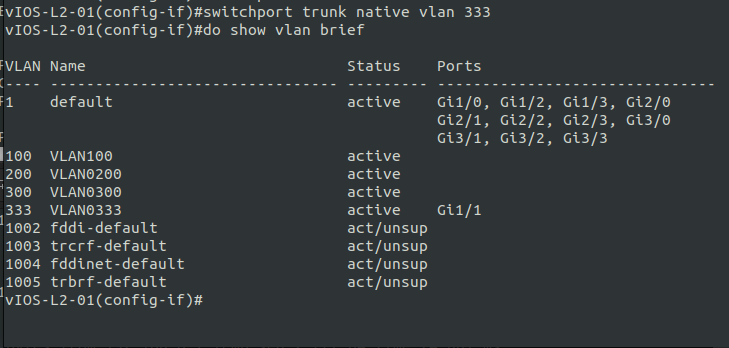 vIOS-L2-01(config-if)#switchport trunk native vlan 333
vIOS-L2-01(config-if)#do show vlan brief
VLAN Name                             Status    Ports
---- -------------------------------- --------- -------------------------------
1    default                          active    Gi1/0, Gi1/2, Gi1/3, Gi2/0
                                                Gi2/1, Gi2/2, Gi2/3, Gi3/0
                                                Gi3/1, Gi3/2, Gi3/3
100  VLAN100                          active
200  VLAN0200                         active
300  VLAN0300                         active
333  VLAN0333                         active    Gi1/1
1002 fddi-default                     act/unsup
1003 trcrf-default                    act/unsup
1004 fddinet-default                  act/unsup
1005 trbrf-default                    act/unsup
vIOS-L2-01(config-if)#